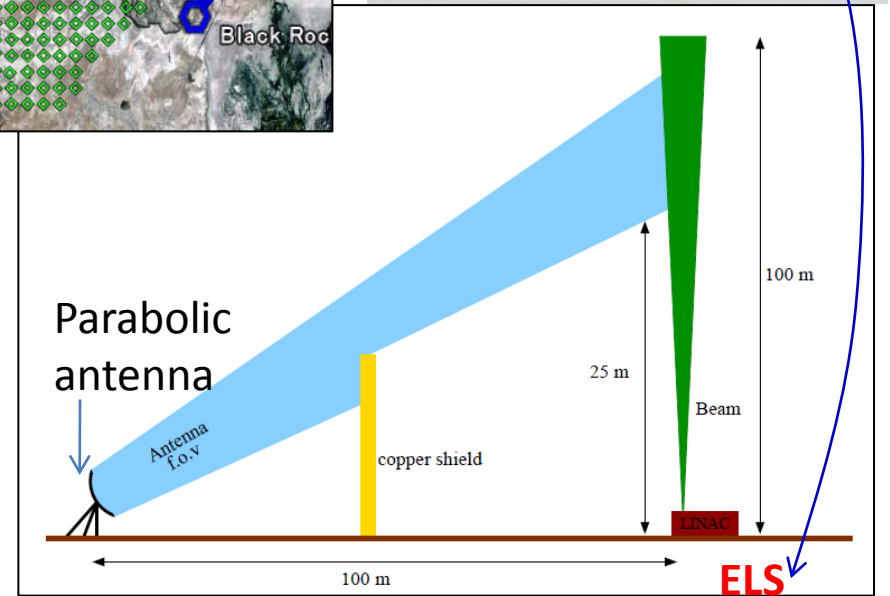 Black Roc
Parabolic
antenna
Antenna
f.o.v
copper shield
25 m
100 m
Beam
LINAC
100 m
ELS